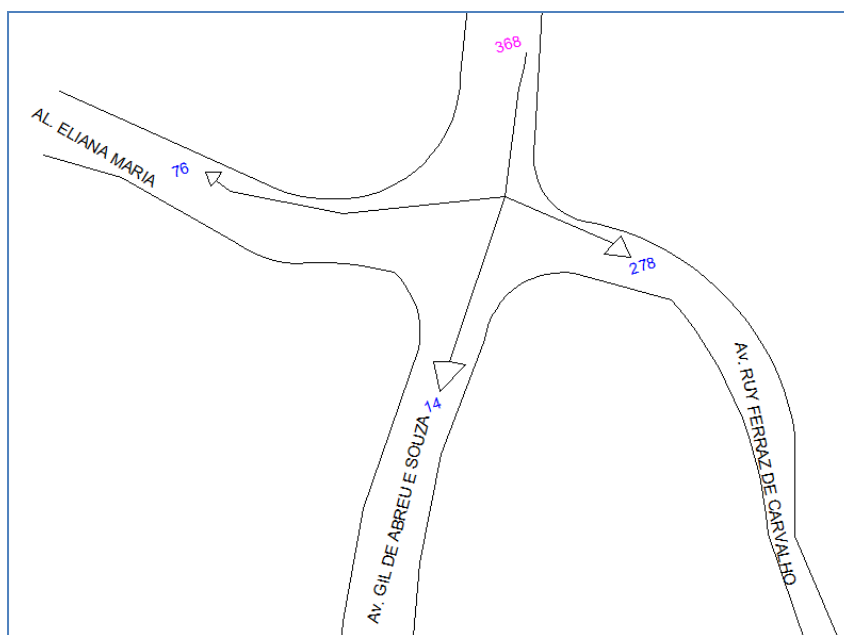 368
AL. ELIANA MARIA
76
278
14
Av. GIL DE ABREU E SOUZA
Av. RUY FERRAZ DE CARVALHO